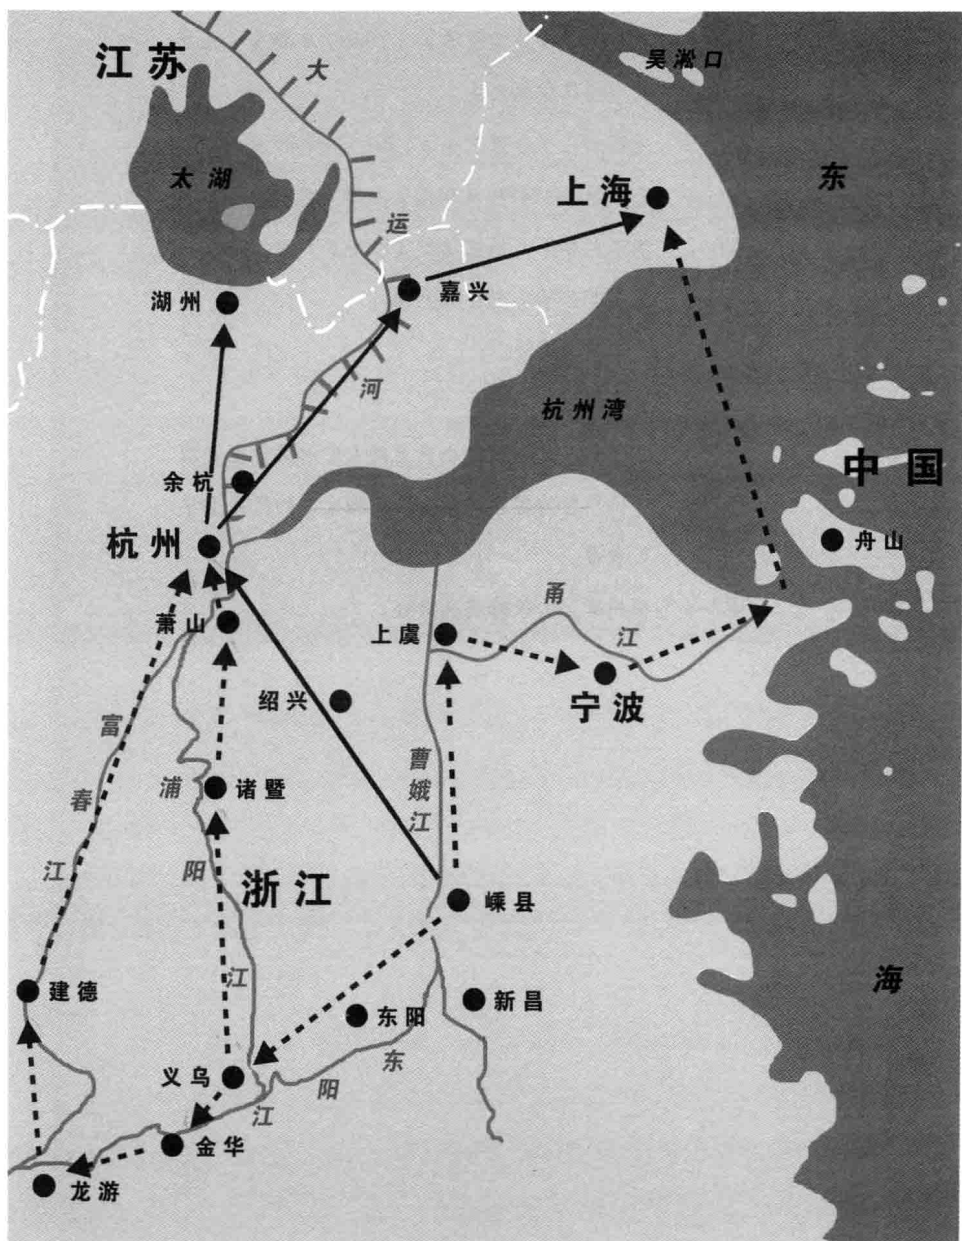 江苏
大
吴淞口
太湖
东
上海
运
湖州
嘉兴
河
杭州湾
中国
余杭
杭州
舟山
甬
萧山
上虞
江
绍兴
宁波
富
曹娥江
春
浦
诸暨
江
阳
浙江
嵊县
江
海
建德
新昌
东阳
东
义乌
阳
江
金华
龙游